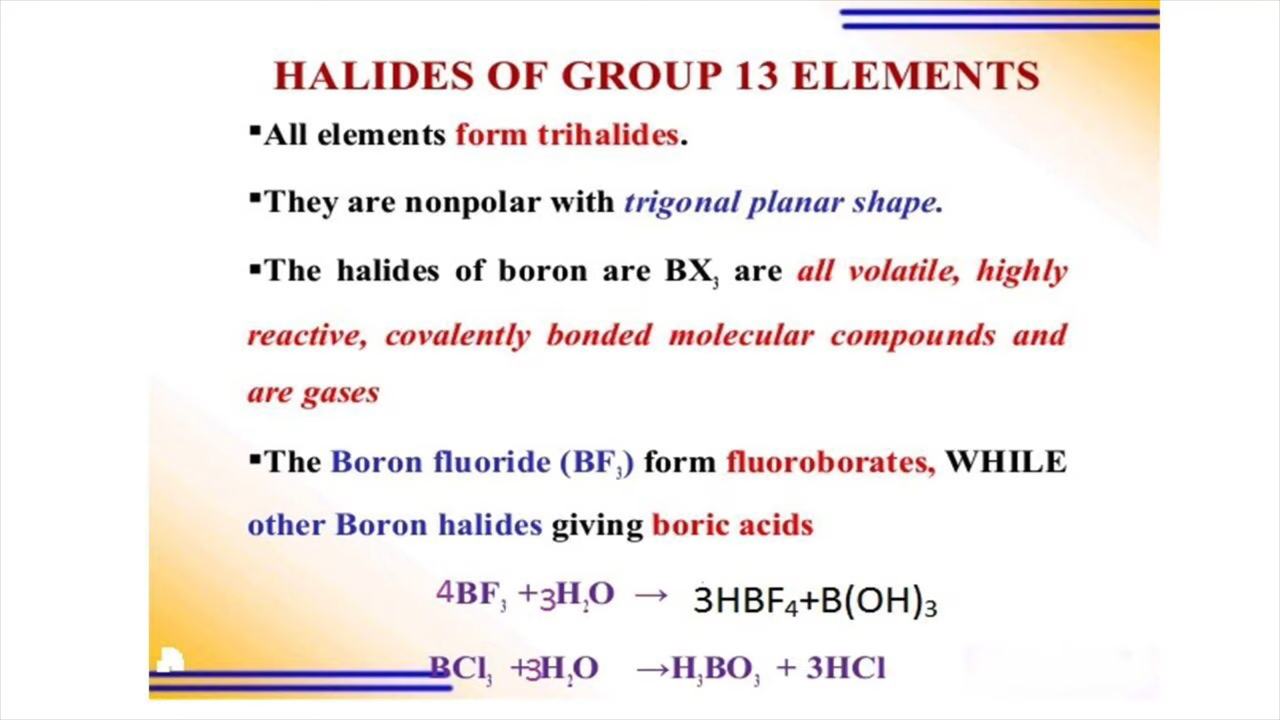 HALIDES OF GROUP 13 ELEMENTS
▪All elements form trihalides.
▪They are nonpolar with trigonal planar shape.
▪The halides of boron are BX₃ are all volatile, highly
reactive, covalently bonded molecular compounds and
are gases
▪The Boron fluoride (BF₃) form fluoroborates, WHILE
other Boron halides giving boric acids
4BF₃ +3H₂O → 3HBF₄+B(OH)₃
BCl₃ +3H₂O →H₃BO₃ + 3HCl